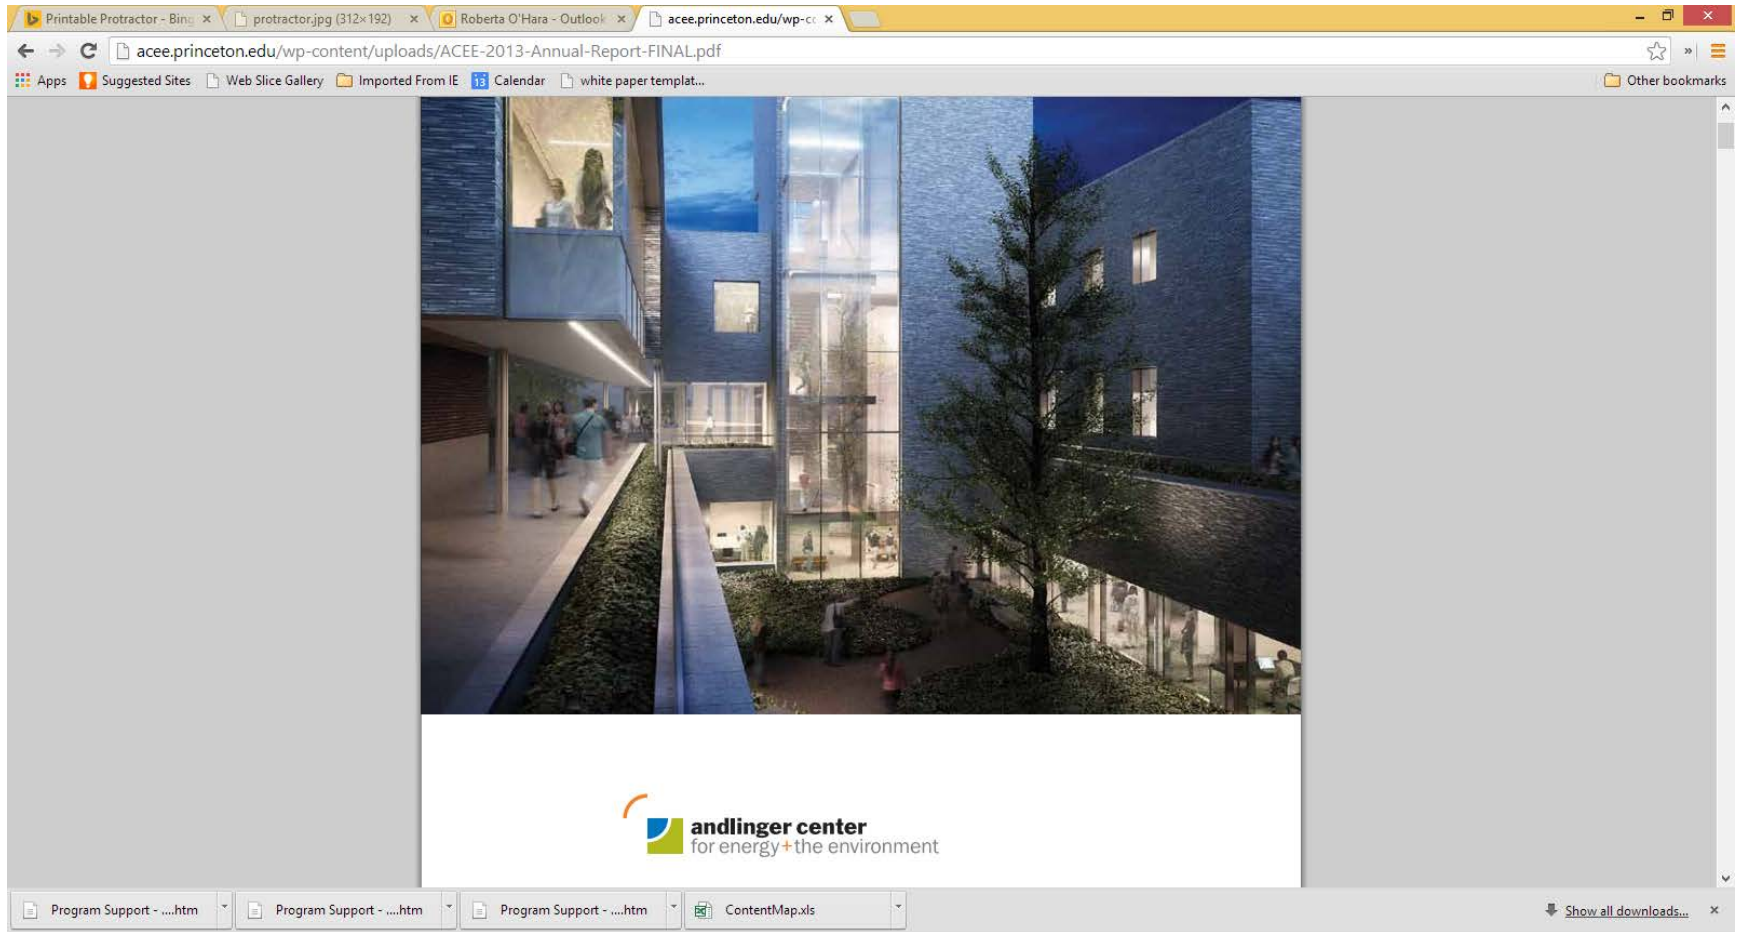 Printable Protractor - Bing
protractor.jpg (312×192)
Roberta O'Hara - Outlook
acee.princeton.edu/wp-cc
acee.princeton.edu/wp-content/uploads/ACEE-2013-Annual-Report-FINAL.pdf
Apps
Suggested Sites
Web Slice Gallery
Imported From IE
13
Calendar
white paper templat...
Other bookmarks
andlinger center
for energy+the environment
Program Support - ....htm
Program Support - ....htm
Program Support - ....htm
ContentMap.xls
Show all downloads...